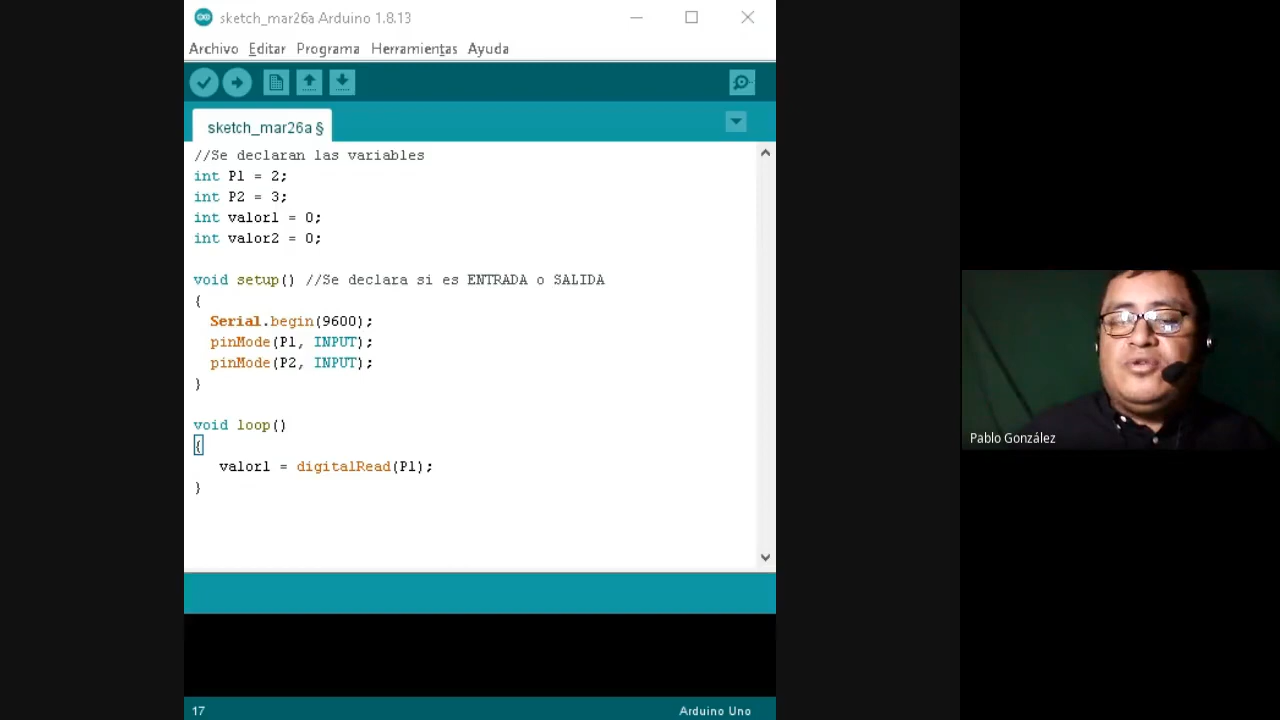 sketch_mar26a Arduino 1.8.13
Archivo Editar Programa Herramientas Ayuda
sketch_mar26a §
//Se declaran las variables
int P1 = 2;
int P2 = 3;
int valor1 = 0;
int valor2 = 0;
void setup() //Se declara si es ENTRADA o SALIDA
{
Serial.begin(9600);
pinMode(P1, INPUT);
pinMode(P2, INPUT);
}
void loop()
{
valor1 = digitalRead(P1);
}
Pablo González
17
Arduino Uno